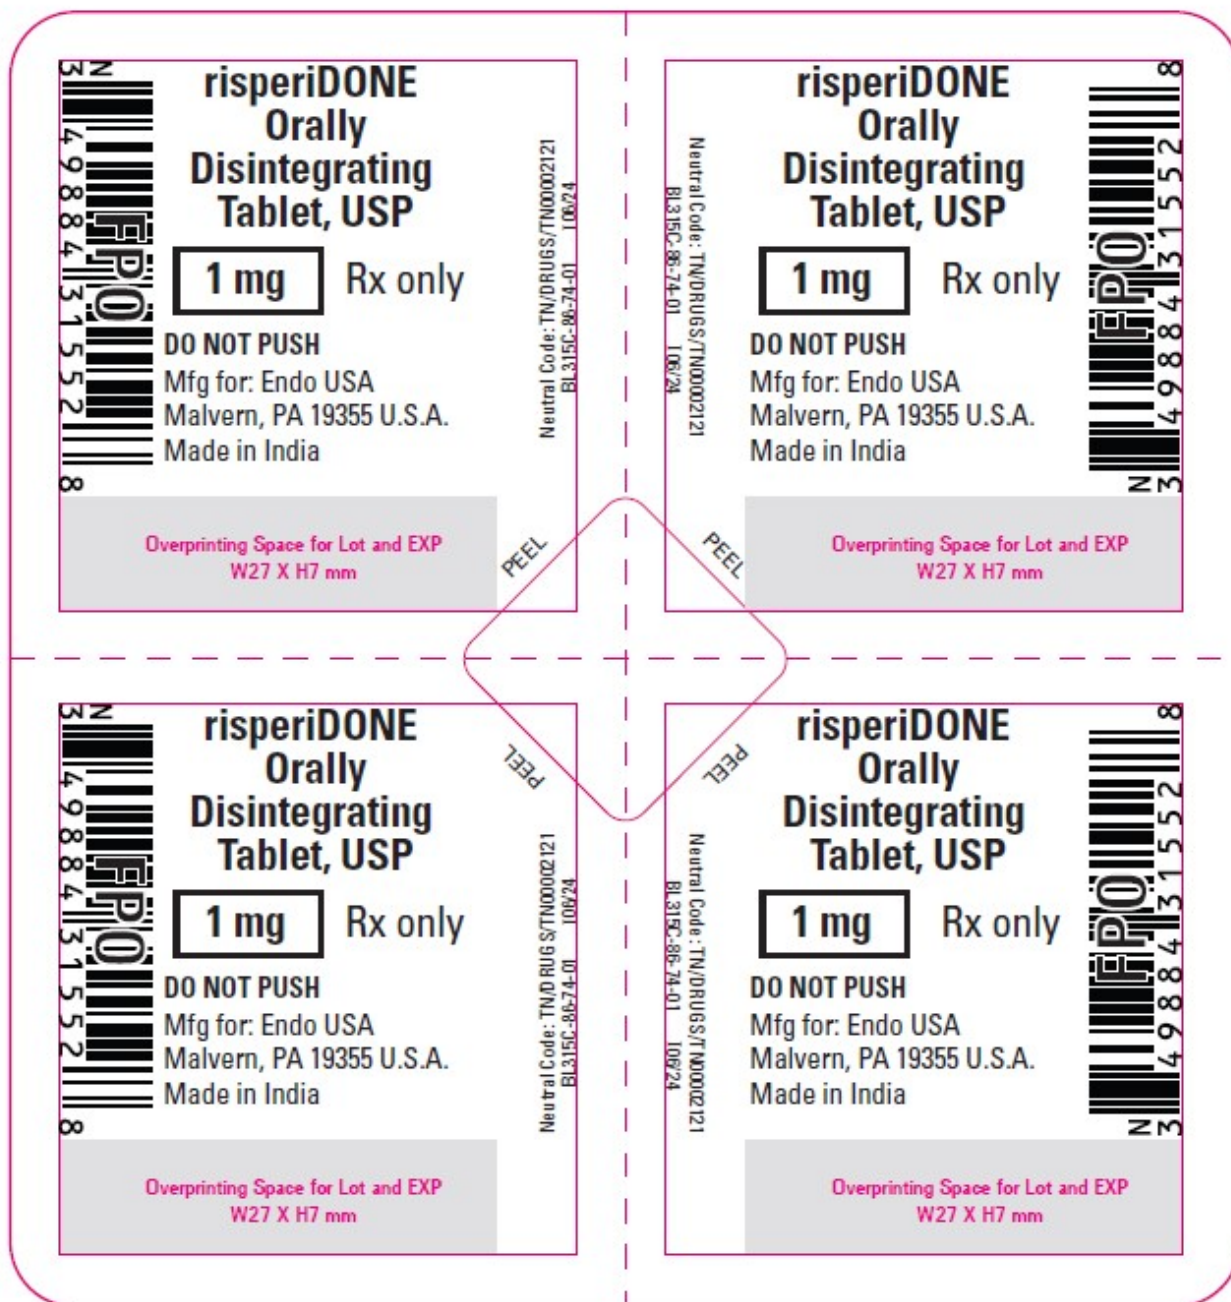 risperiDONE
Orally
Disintegrating
Tablet, USP
1 mg Rx only
DO NOT PUSH
Mfg for: Endo USA
Malvern, PA 19355 U.S.A.
Made in India
Overprinting Space for Lot and EXP
W27 X H7 mm
N
3 49884 31552 8
FPO
Neutral Code: TN/DRUGS/TN00002121
BL315C-86-74-01 I06/24
PEEL
risperiDONE
Orally
Disintegrating
Tablet, USP
1 mg Rx only
DO NOT PUSH
Mfg for: Endo USA
Malvern, PA 19355 U.S.A.
Made in India
Overprinting Space for Lot and EXP
W27 X H7 mm
N
3 49884 31552 8
FPO
Neutral Code: TN/DRUGS/TN00002121
BL315C-86-74-01 I06/24
PEEL
risperiDONE
Orally
Disintegrating
Tablet, USP
1 mg Rx only
DO NOT PUSH
Mfg for: Endo USA
Malvern, PA 19355 U.S.A.
Made in India
Overprinting Space for Lot and EXP
W27 X H7 mm
N
3 49884 31552 8
FPO
Neutral Code: TN/DRUGS/TN00002121
BL315C-86-74-01 I06/24
PEEL
risperiDONE
Orally
Disintegrating
Tablet, USP
1 mg Rx only
DO NOT PUSH
Mfg for: Endo USA
Malvern, PA 19355 U.S.A.
Made in India
Overprinting Space for Lot and EXP
W27 X H7 mm
N
3 49884 31552 8
FPO
Neutral Code: TN/DRUGS/TN00002121
BL315C-86-74-01 I06/24
PEEL